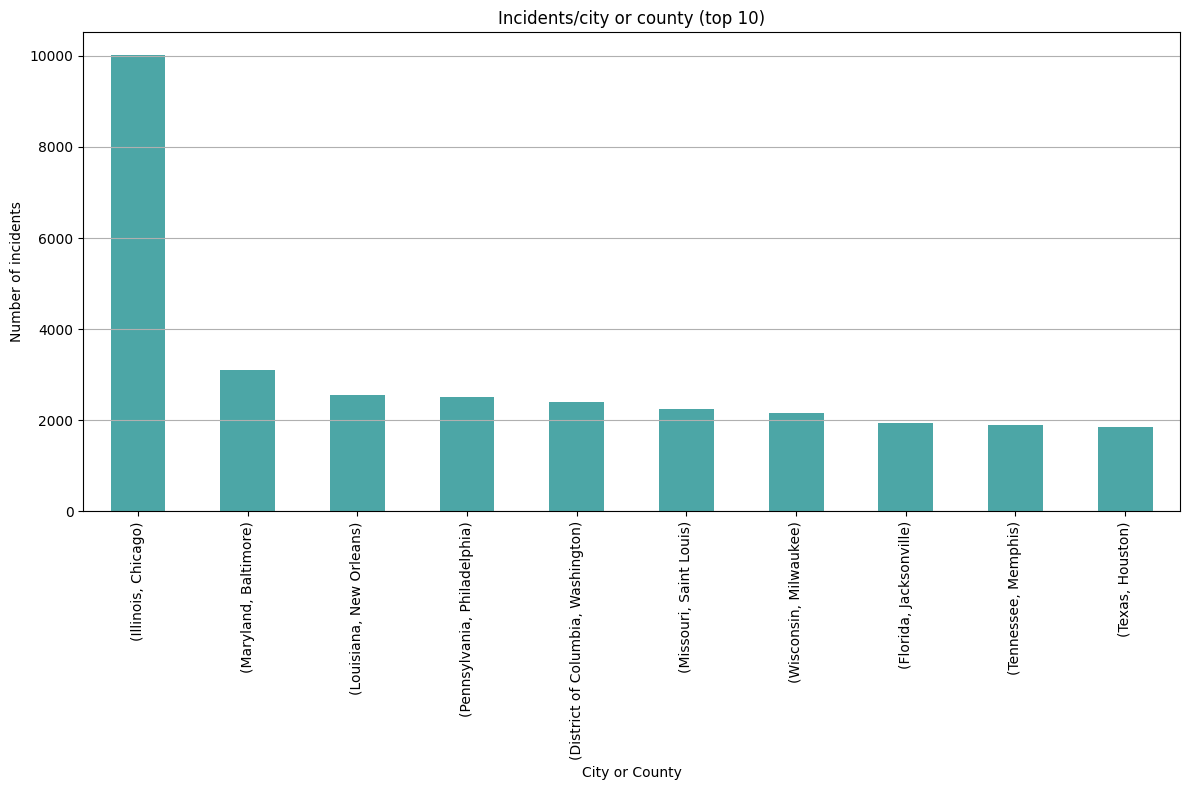 Incidents/city or county (top 10)
Number of incidents
10000
8000
6000
4000
2000
0
(Illinois, Chicago)
(Maryland, Baltimore)
(Louisiana, New Orleans)
(Pennsylvania, Philadelphia)
(District of Columbia, Washington)
(Missouri, Saint Louis)
(Wisconsin, Milwaukee)
(Florida, Jacksonville)
(Tennessee, Memphis)
(Texas, Houston)
City or County